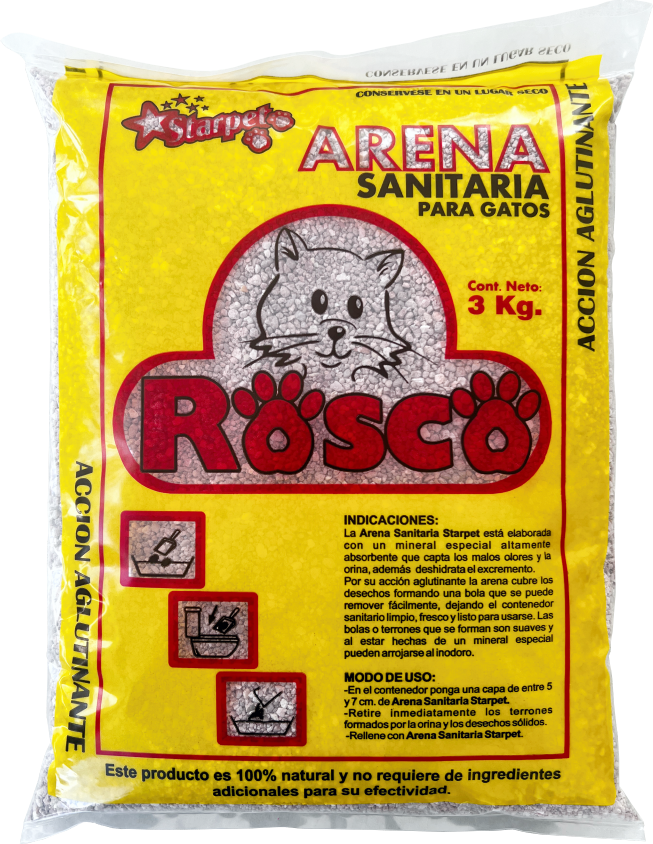 CONSERVESE EN UN LUGAR SECO
CONSERVESE EN UN LUGAR SECO
Starpet
ARENA
SANITARIA
PARA GATOS
ACCION AGLUTINANTE
Cont. Neto:
3 Kg.
ROSCO
ACCION AGLUTINANTE
INDICACIONES:
La Arena Sanitaria Starpet está elaborada
con un mineral especial altamente
absorbente que capta los malos olores y la
orina, además deshidrata el excremento.
Por su acción aglutinante la arena cubre los
desechos formando una bola que se puede
remover fácilmente, dejando el contenedor
sanitario limpio, fresco y listo para usarse. Las
bolas o terrones que se forman son suaves y
al estar hechas de un mineral especial
pueden arrojarse al inodoro.
MODO DE USO:
-En el contenedor ponga una capa de entre 5
y 7 cm. de Arena Sanitaria Starpet.
-Retire inmediatamente los terrones
formados por la orina y los desechos sólidos.
-Rellene con Arena Sanitaria Starpet.
Este producto es 100% natural y no requiere de ingredientes
adicionales para su efectividad.